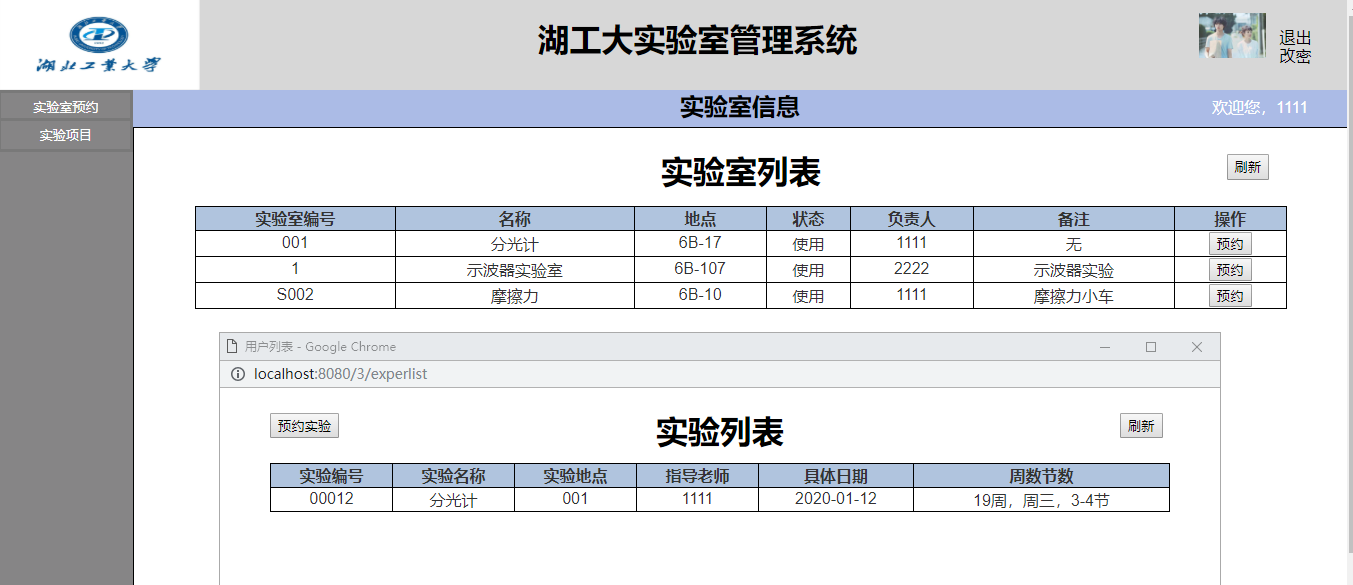 湖北工业大学
湖工大实验室管理系统
退出
改密
实验室预约
实验项目
实验室信息
欢迎您，1111
实验室列表
刷新
实验室编号 名称 地点 状态 负责人 备注 操作
001 分光计 6B-17 使用 1111 无 预约
1 示波器实验室 6B-107 使用 2222 示波器实验 预约
S002 摩擦力 6B-10 使用 1111 摩擦力小车 预约
用户列表 - Google Chrome
localhost:8080/3/experlist
预约实验
实验列表
刷新
实验编号 实验名称 实验地点 指导老师 具体日期 周数节数
00012 分光计 001 1111 2020-01-12 19周，周三，3-4节